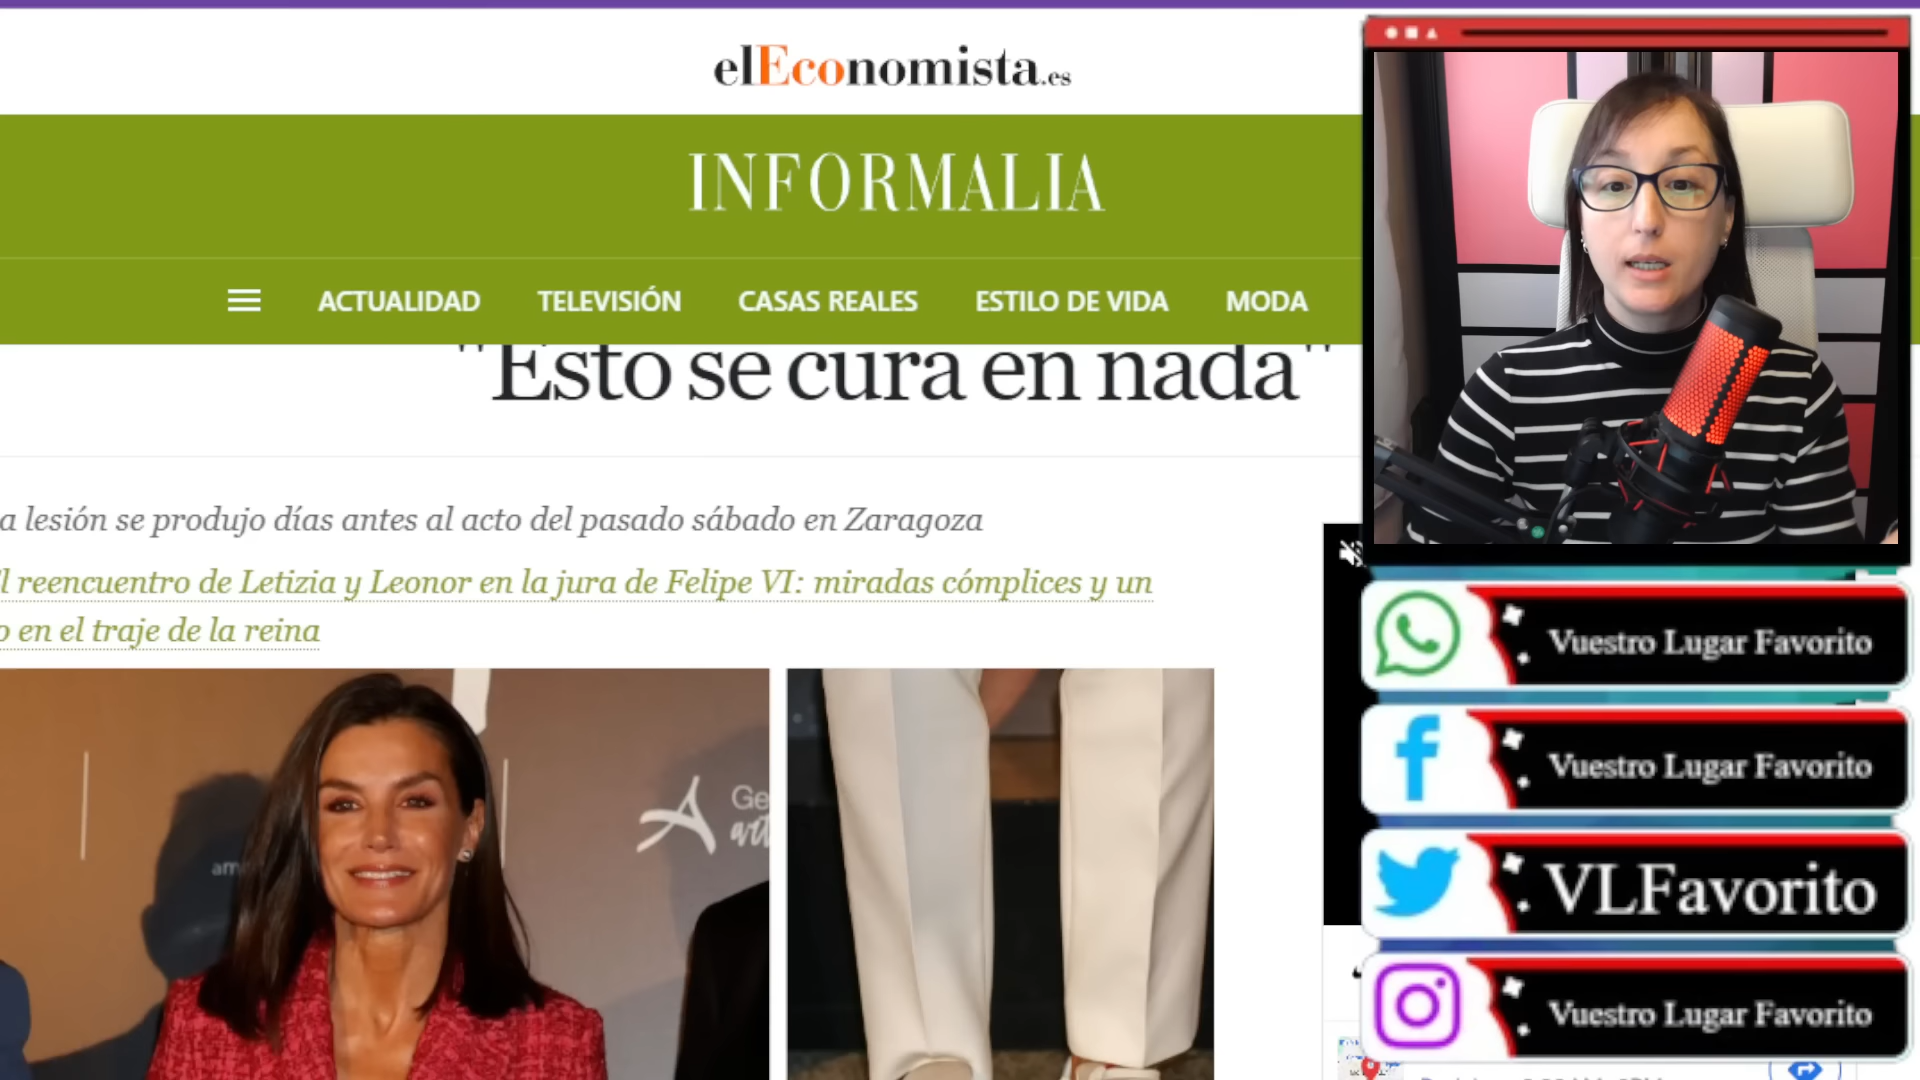 elEconomista.es
INFORMALIA
ACTUALIDAD TELEVISIÓN CASAS REALES ESTILO DE VIDA MODA
"Esto se cura en nada"
a lesión se produjo días antes al acto del pasado sábado en Zaragoza
l reencuentro de Letizia y Leonor en la jura de Felipe VI: miradas cómplices y un
o en el traje de la reina
Ge
Vuestro Lugar Favorito
Vuestro Lugar Favorito
VLFavorito
Vuestro Lugar Favorito